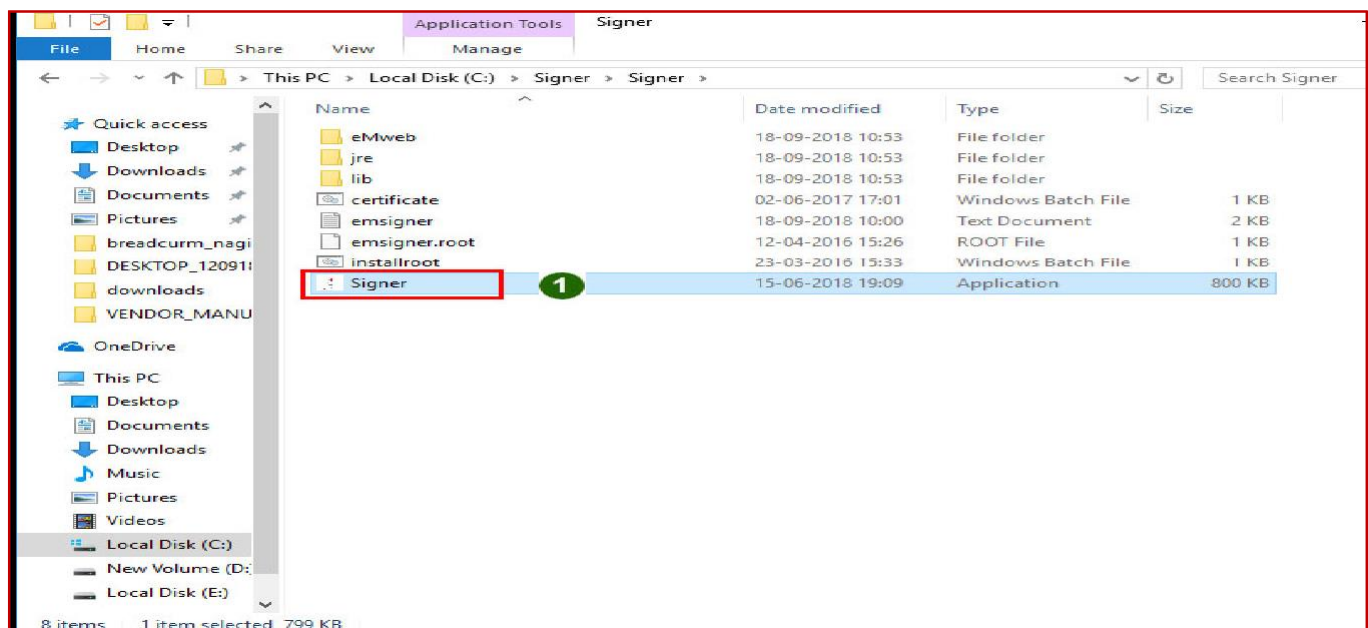 Application Tools Signer
File Home Share View Manage
This PC > Local Disk (C:) > Signer > Signer > Search Signer
Name Date modified Type Size
Quick access
Desktop
Downloads
Documents
Pictures
breadcurm_nagi
DESKTOP_12091
downloads
VENDOR_MANU
OneDrive
This PC
Desktop
Documents
Downloads
Music
Pictures
Videos
Local Disk (C:)
New Volume (D:
Local Disk (E:)
eMweb 18-09-2018 10:53 File folder
jre 18-09-2018 10:53 File folder
lib 18-09-2018 10:53 File folder
certificate 02-06-2017 17:01 Windows Batch File 1 KB
emsigner 18-09-2018 10:00 Text Document 2 KB
emsigner.root 12-04-2016 15:26 ROOT File 1 KB
installroot 23-03-2016 15:33 Windows Batch File 1 KB
Signer 1 15-06-2018 19:09 Application 800 KB
8 items 1 item selected 799 KB